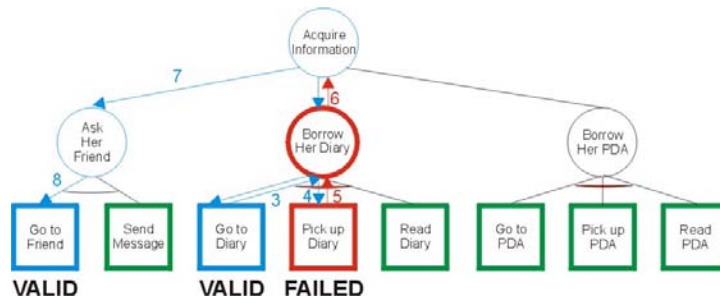 Acquire
Information
7
6
Ask
Her
Friend
Borrow
Her Diary
Borrow
Her PDA
8
3
4
5
Go to
Friend
Send
Message
Go to
Diary
Pick up
Diary
Read
Diary
Go to
PDA
Pick up
PDA
Read
PDA
VALID
VALID
FAILED